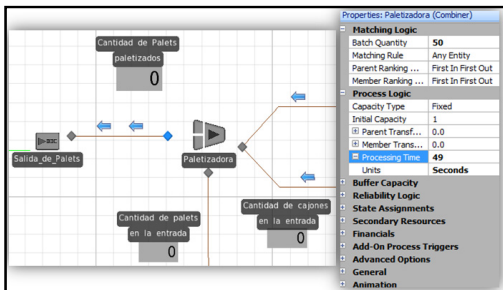 Cantidad de Palets
paletizados
0
Salida_de_Palets
Paletizadora
Cantidad de palets
en la entrada
0
Cantidad de cajones
en la entrada
0
Properties: Paletizadora (Combiner)
Matching Logic
Batch Quantity 50
Matching Rule Any Entity
Parent Ranking ... First In First Out
Member Ranking ... First In First Out
Process Logic
Capacity Type Fixed
Initial Capacity 1
Parent Transf... 0.0
Member Trans... 0.0
Processing Time 49
Units Seconds
Buffer Capacity
Reliability Logic
State Assignments
Secondary Resources
Financials
Add-On Process Triggers
Advanced Options
General
Animation